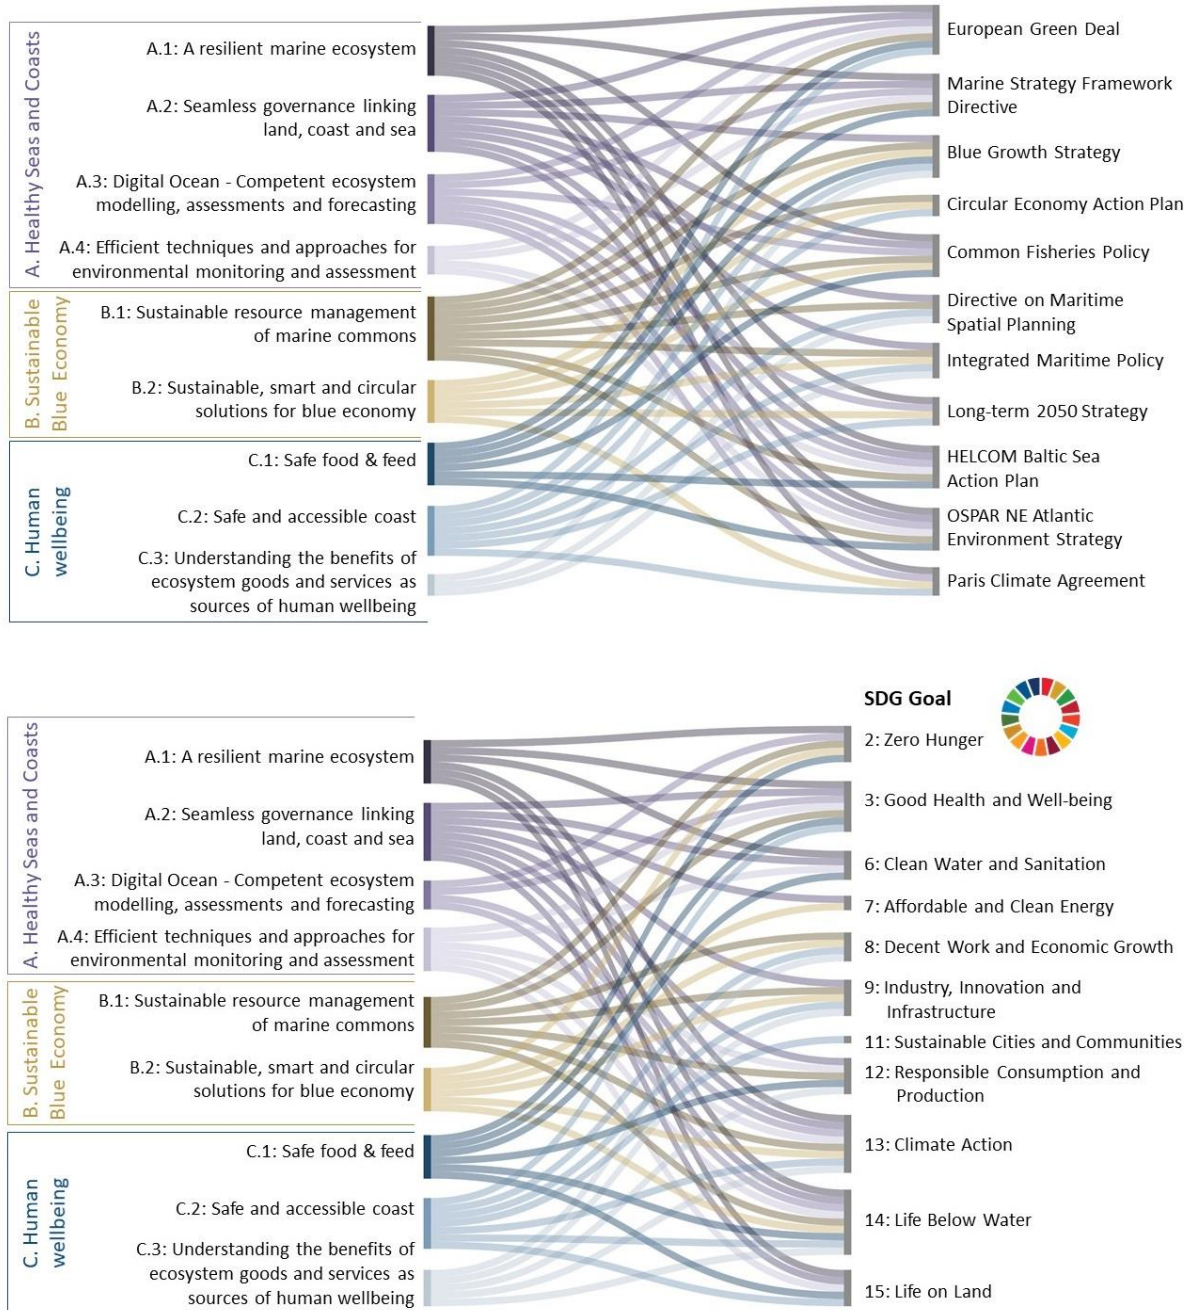 A. Healthy Seas and Coasts
A.1: A resilient marine ecosystem
A.2: Seamless governance linking
land, coast and sea
A.3: Digital Ocean - Competent ecosystem
modelling, assessments and forecasting
A.4: Efficient techniques and approaches for
environmental monitoring and assessment
B. Sustainable
Blue Economy
B.1: Sustainable resource management
of marine commons
B.2: Sustainable, smart and circular
solutions for blue economy
C. Human
wellbeing
C.1: Safe food & feed
C.2: Safe and accessible coast
C.3: Understanding the benefits of
ecosystem goods and services as
sources of human wellbeing
European Green Deal
Marine Strategy Framework
Directive
Blue Growth Strategy
Circular Economy Action Plan
Common Fisheries Policy
Directive on Maritime
Spatial Planning
Integrated Maritime Policy
Long-term 2050 Strategy
HELCOM Baltic Sea
Action Plan
OSPAR NE Atlantic
Environment Strategy
Paris Climate Agreement
A. Healthy Seas and Coasts
A.1: A resilient marine ecosystem
A.2: Seamless governance linking
land, coast and sea
A.3: Digital Ocean - Competent ecosystem
modelling, assessments and forecasting
A.4: Efficient techniques and approaches for
environmental monitoring and assessment
B. Sustainable
Blue Economy
B.1: Sustainable resource management
of marine commons
B.2: Sustainable, smart and circular
solutions for blue economy
C. Human
wellbeing
C.1: Safe food & feed
C.2: Safe and accessible coast
C.3: Understanding the benefits of
ecosystem goods and services as
sources of human wellbeing
SDG Goal
2: Zero Hunger
3: Good Health and Well-being
6: Clean Water and Sanitation
7: Affordable and Clean Energy
8: Decent Work and Economic Growth
9: Industry, Innovation and
Infrastructure
11: Sustainable Cities and Communities
12: Responsible Consumption and
Production
13: Climate Action
14: Life Below Water
15: Life on Land